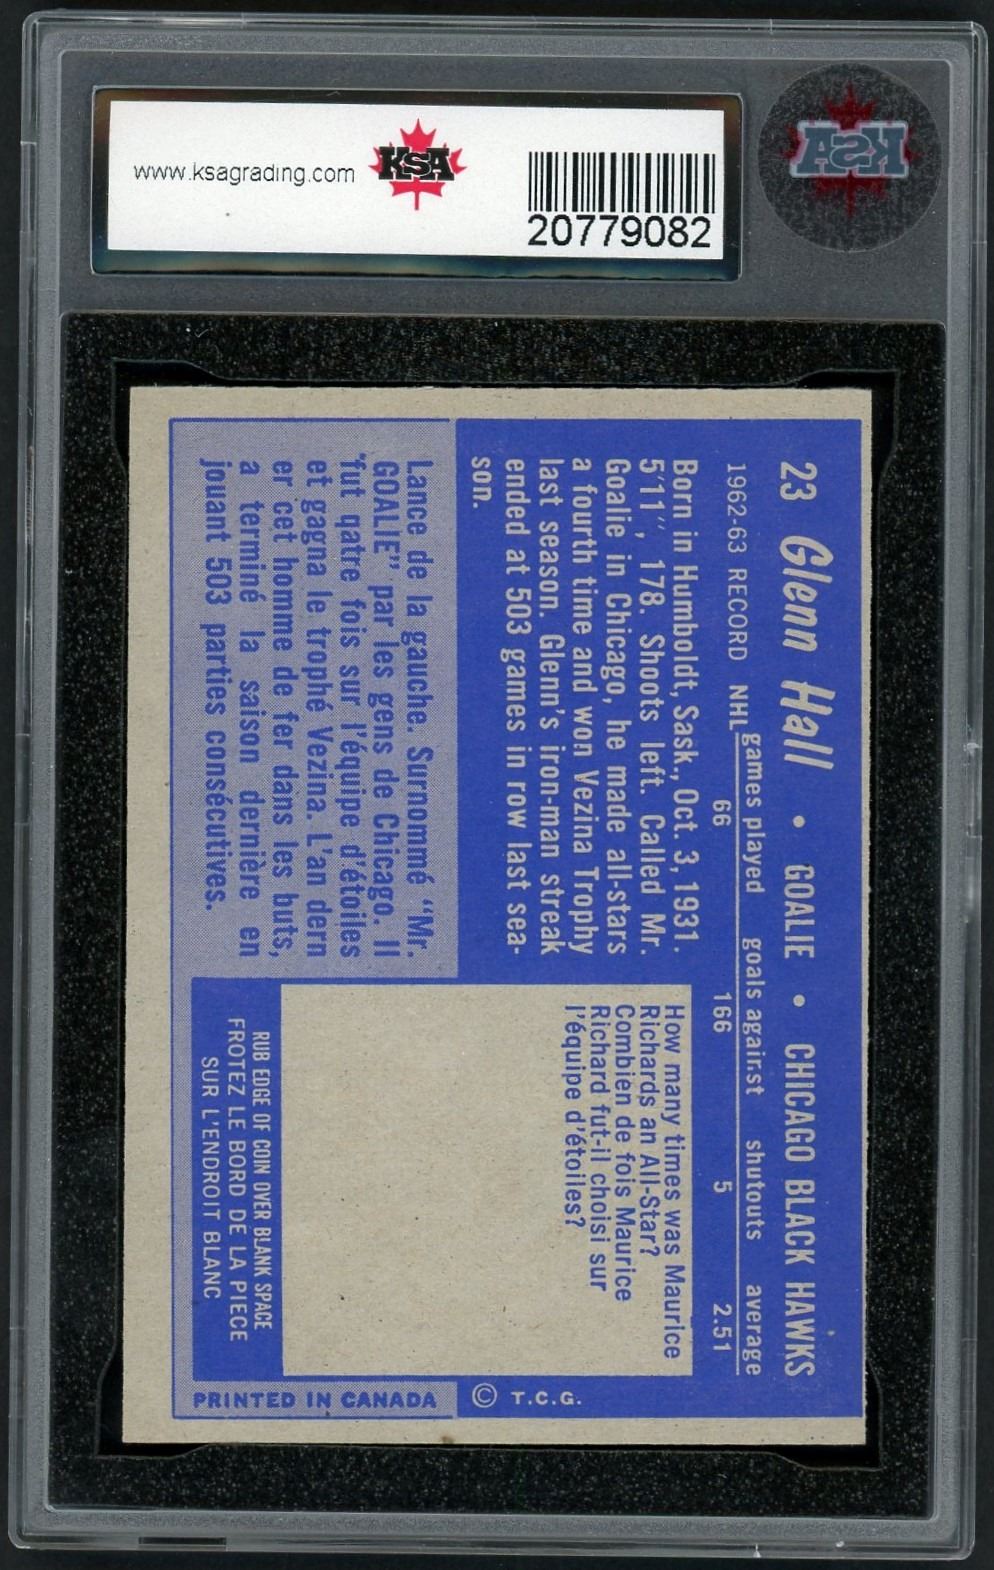 www.ksagrading.com
KSA
20779082
KSA
23 Glenn Hall • GOALIE • CHICAGO BLACK HAWKS
games played goals against shutouts average
1962-63 RECORD NHL 66 166 5 2.51
Born in Humboldt, Sask., Oct. 3, 1931.
5'11'', 178. Shoots left. Called Mr.
Goalie in Chicago, he made all-stars
a fourth time and won Vezina Trophy
last season. Glenn's iron-man streak
ended at 503 games in row last sea-
son.
Lance de la gauche. Surnommé “Mr.
GOALIE” par les gens de Chicago. Il
fut qatre fois sur l'équipe d'étoiles
et gagna le trophé Vezina. L'an dern
er cet homme de fer dans les buts,
a terminé la saison dernière en
jouant 503 parties consécutives.
How many times was Maurice
Richards an All-Star?
Combien de fois Maurice
Richard fut-il choisi sur
l'équipe d'étoiles?
RUB EDGE OF COIN OVER BLANK SPACE
FROTEZ LE BORD DE LA PIECE
SUR L'ENDROIT BLANC
© T.C.G.
PRINTED IN CANADA